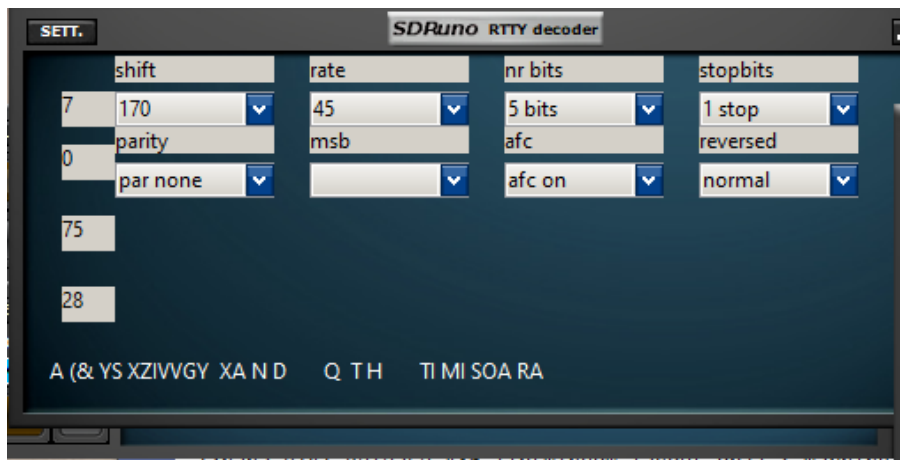 SETT. SDRuno RTTY decoder
shift rate nr bits stopbits
7 170 45 5 bits 1 stop
parity msb afc reversed
0 par none afc on normal
75
28
A (& YS XZIVVGY XA N D Q T H TI MI SOA RA